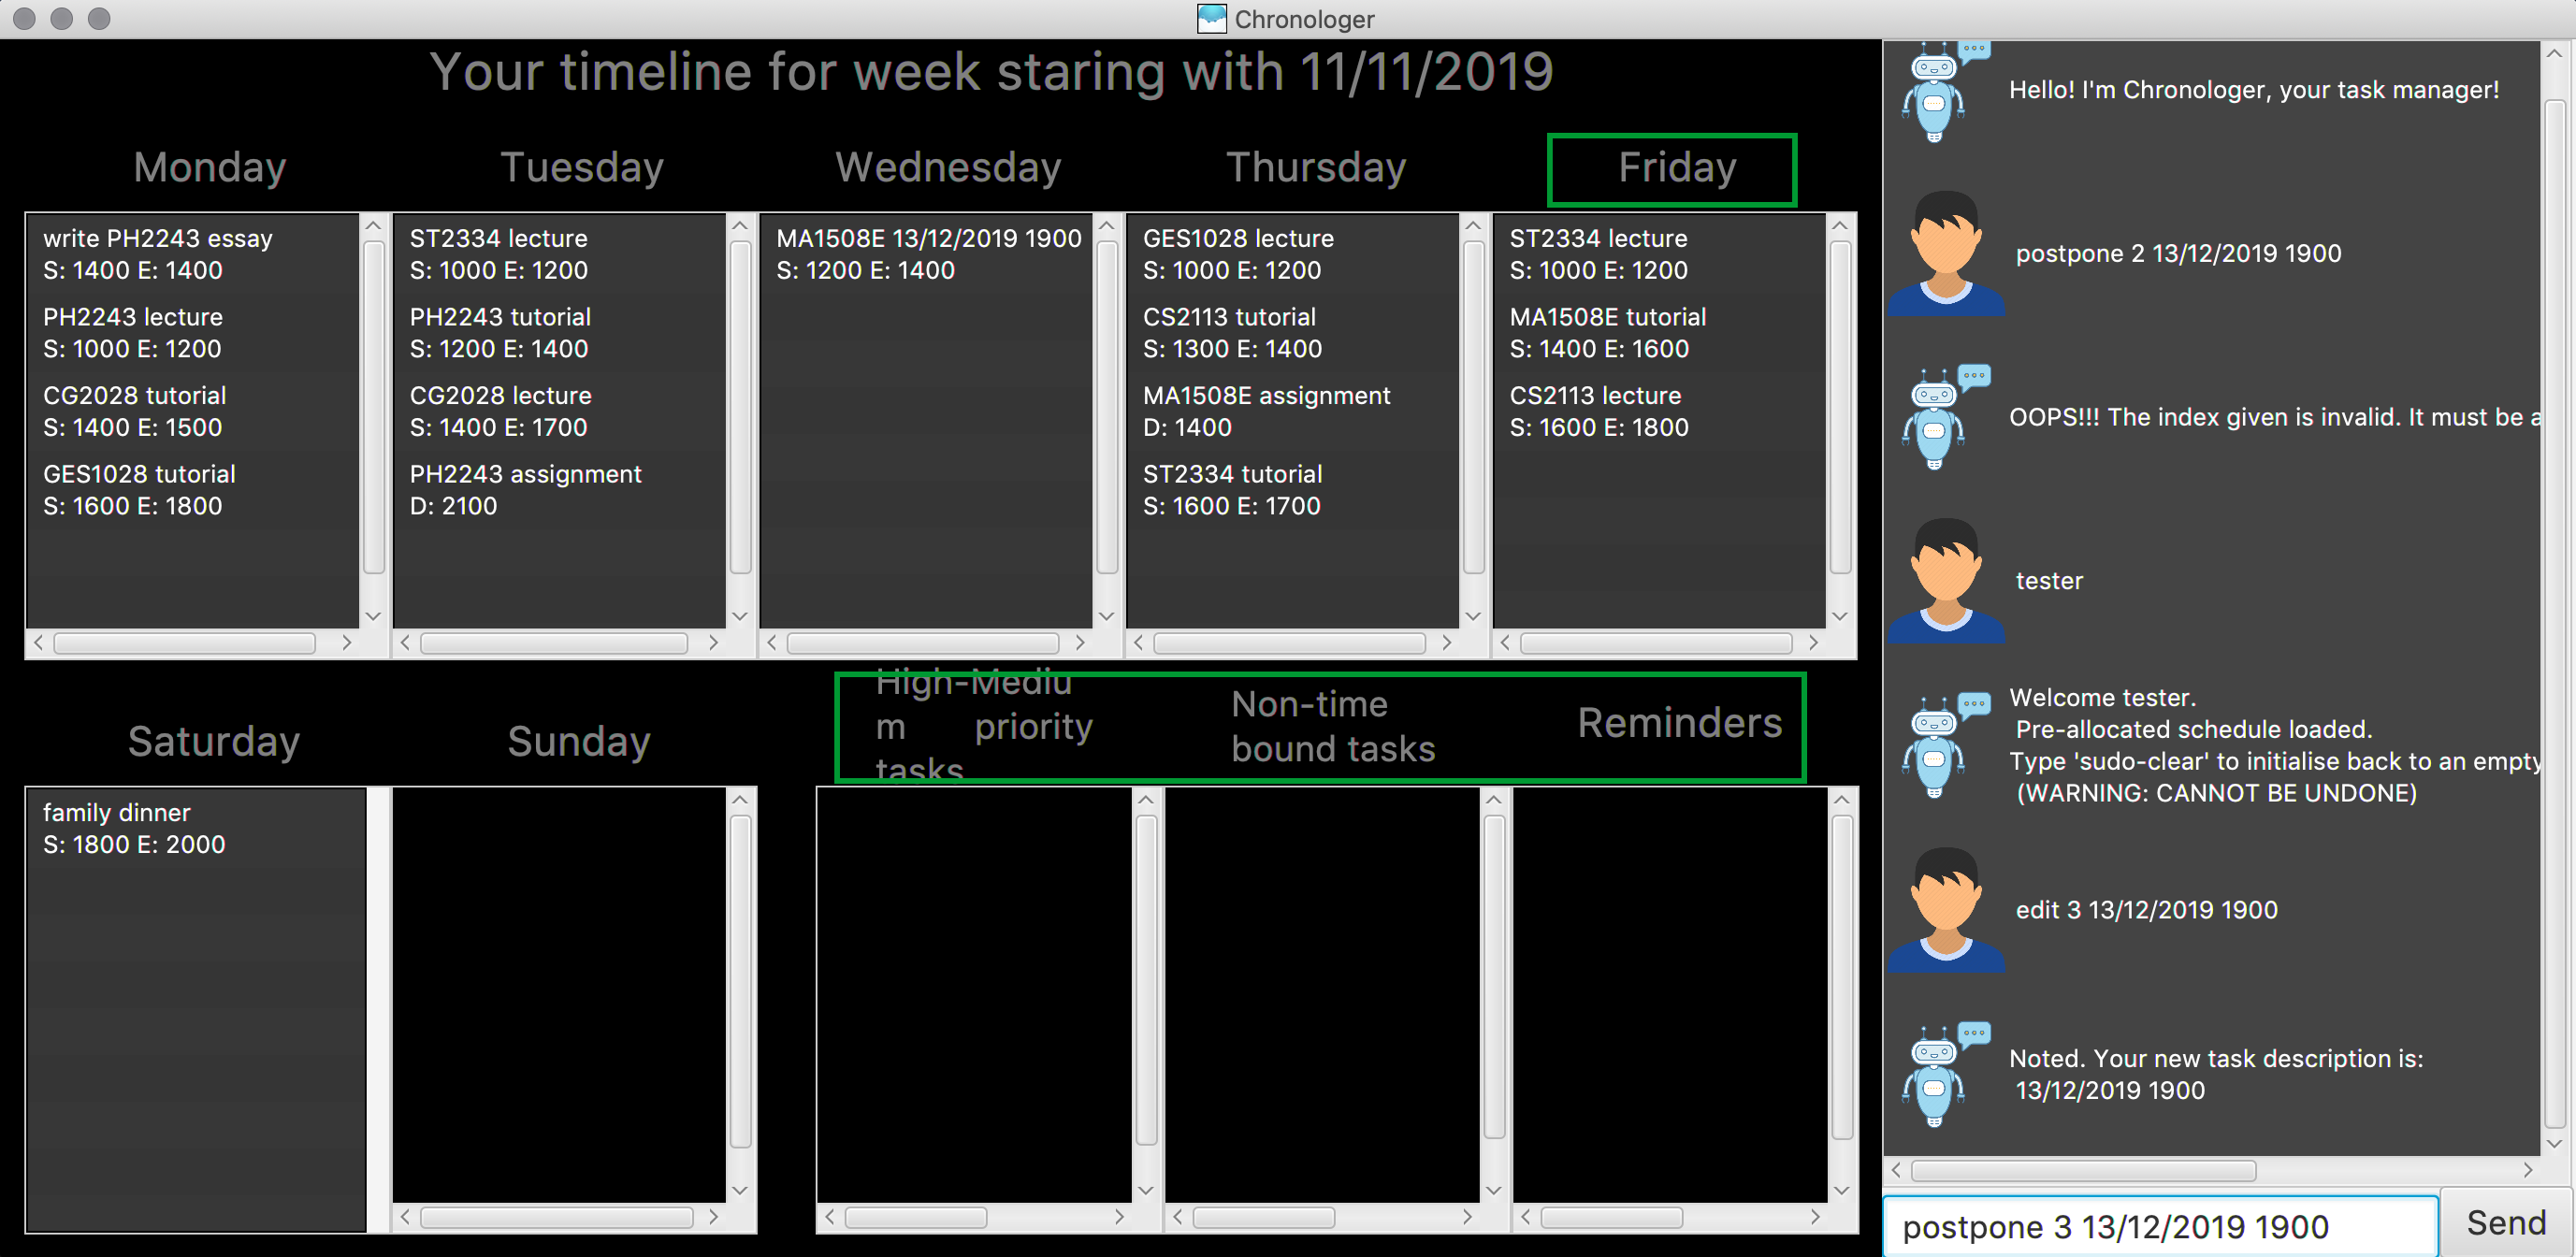 Chronologer
Your timeline for week staring with 11/11/2019
Monday
Tuesday
Wednesday
Thursday
Friday
write PH2243 essay
S: 1400 E: 1400
PH2243 lecture
S: 1000 E: 1200
CG2028 tutorial
S: 1400 E: 1500
GES1028 tutorial
S: 1600 E: 1800
ST2334 lecture
S: 1000 E: 1200
PH2243 tutorial
S: 1200 E: 1400
CG2028 lecture
S: 1400 E: 1700
PH2243 assignment
D: 2100
MA1508E 13/12/2019 1900
S: 1200 E: 1400
GES1028 lecture
S: 1000 E: 1200
CS2113 tutorial
S: 1300 E: 1400
MA1508E assignment
D: 1400
ST2334 tutorial
S: 1600 E: 1700
ST2334 lecture
S: 1000 E: 1200
MA1508E tutorial
S: 1400 E: 1600
CS2113 lecture
S: 1600 E: 1800
Saturday
Sunday
High-Mediu
m priority
tasks
Non-time
bound tasks
Reminders
family dinner
S: 1800 E: 2000
Hello! I'm Chronologer, your task manager!
postpone 2 13/12/2019 1900
OOPS!!! The index given is invalid. It must be a
tester
Welcome tester.
Pre-allocated schedule loaded.
Type 'sudo-clear' to initialise back to an empty
(WARNING: CANNOT BE UNDONE)
edit 3 13/12/2019 1900
Noted. Your new task description is:
13/12/2019 1900
postpone 3 13/12/2019 1900
Send